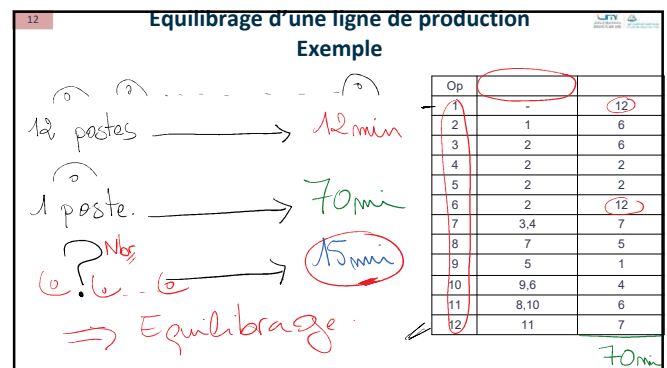 12
Equilibrage d'une ligne de production
Exemple
12 postes 12 min
1 poste. 70 mi
? Nbr 15 min
=> Equilibrage.
Op
1 - 12
2 1 6
3 2 6
4 2 2
5 2 2
6 2 12
7 3,4 7
8 7 5
9 5 1
10 9,6 4
11 8,10 6
12 11 7
70 mi